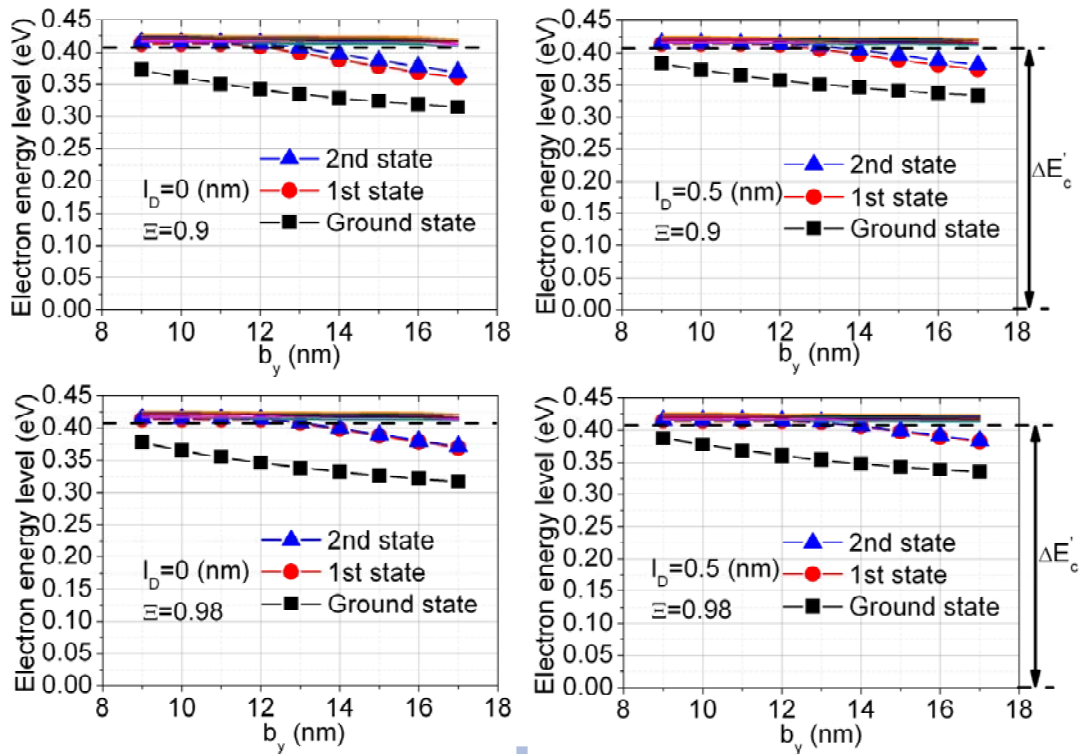 Electron energy level (eV)
0.45
0.40
0.35
0.30
0.25
0.20
0.15
0.10
0.05
0.00
2nd state
1st state
Ground state
l_D=0 (nm)
Ξ=0.9
8 10 12 14 16 18
b_y (nm)
Electron energy level (eV)
0.45
0.40
0.35
0.30
0.25
0.20
0.15
0.10
0.05
0.00
2nd state
1st state
Ground state
l_D=0.5 (nm)
Ξ=0.9
ΔE_c'
8 10 12 14 16 18
b_y (nm)
Electron energy level (eV)
0.45
0.40
0.35
0.30
0.25
0.20
0.15
0.10
0.05
0.00
2nd state
1st state
Ground state
l_D=0 (nm)
Ξ=0.98
8 10 12 14 16 18
b_y (nm)
Electron energy level (eV)
0.45
0.40
0.35
0.30
0.25
0.20
0.15
0.10
0.05
0.00
2nd state
1st state
Ground state
l_D=0.5 (nm)
Ξ=0.98
ΔE_c'
8 10 12 14 16 18
b_y (nm)